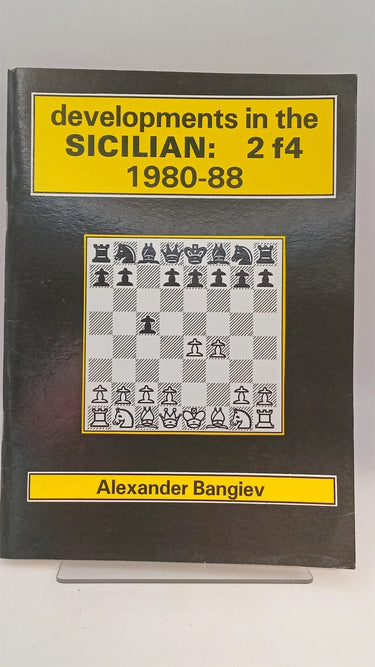 developments in the
SICILIAN: 2 f4
1980-88
Alexander Bangiev